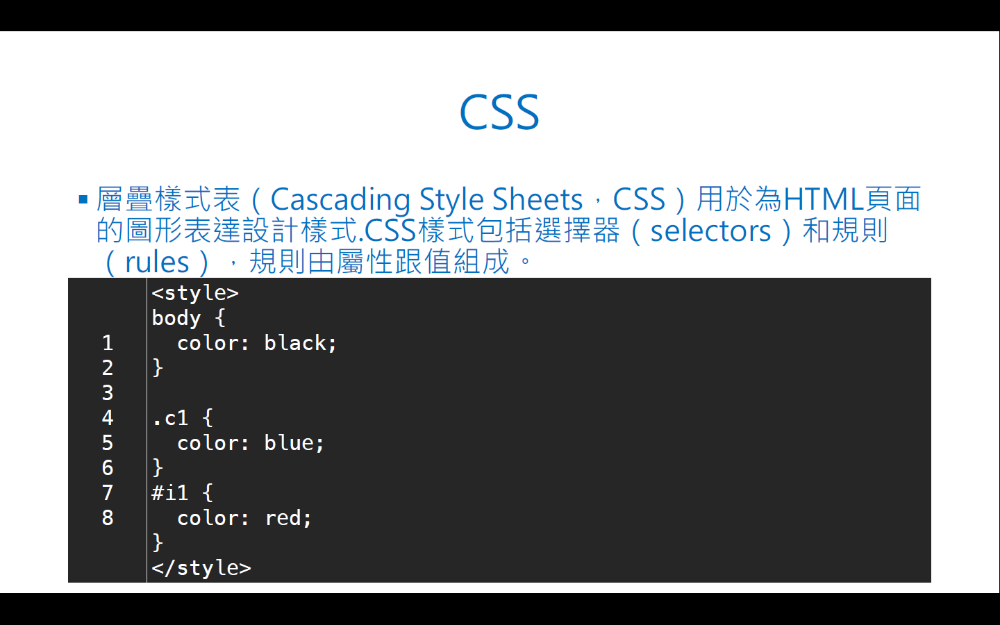 CSS
▪ 層疊樣式表（Cascading Style Sheets，CSS）用於為HTML頁面
的圖形表達設計樣式.CSS樣式包括選擇器（selectors）和規則
（rules），規則由屬性跟值組成。
<style>
body {
1   color: black;
2 }
3
4 .c1 {
5   color: blue;
6 }
7 #i1 {
8   color: red;
}
</style>